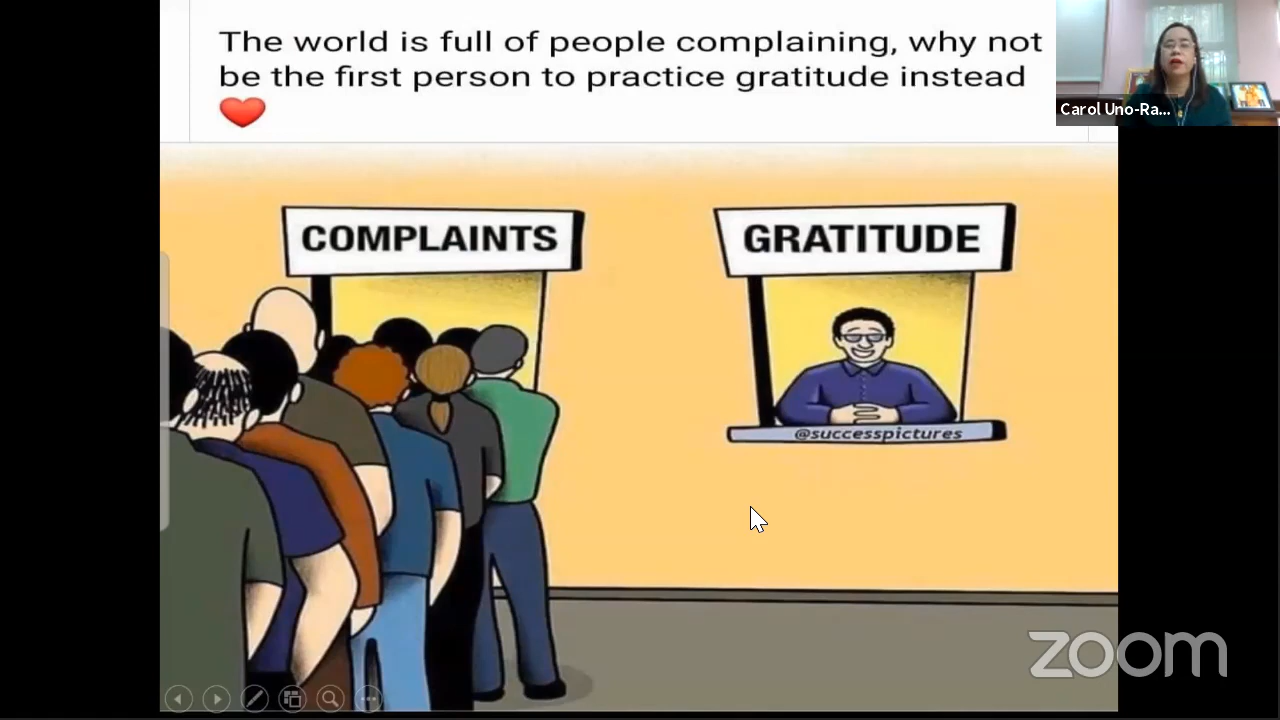 The world is full of people complaining, why not
be the first person to practice gratitude instead
Carol Uno-Ra...
COMPLAINTS
GRATITUDE
@successpictures
zoom